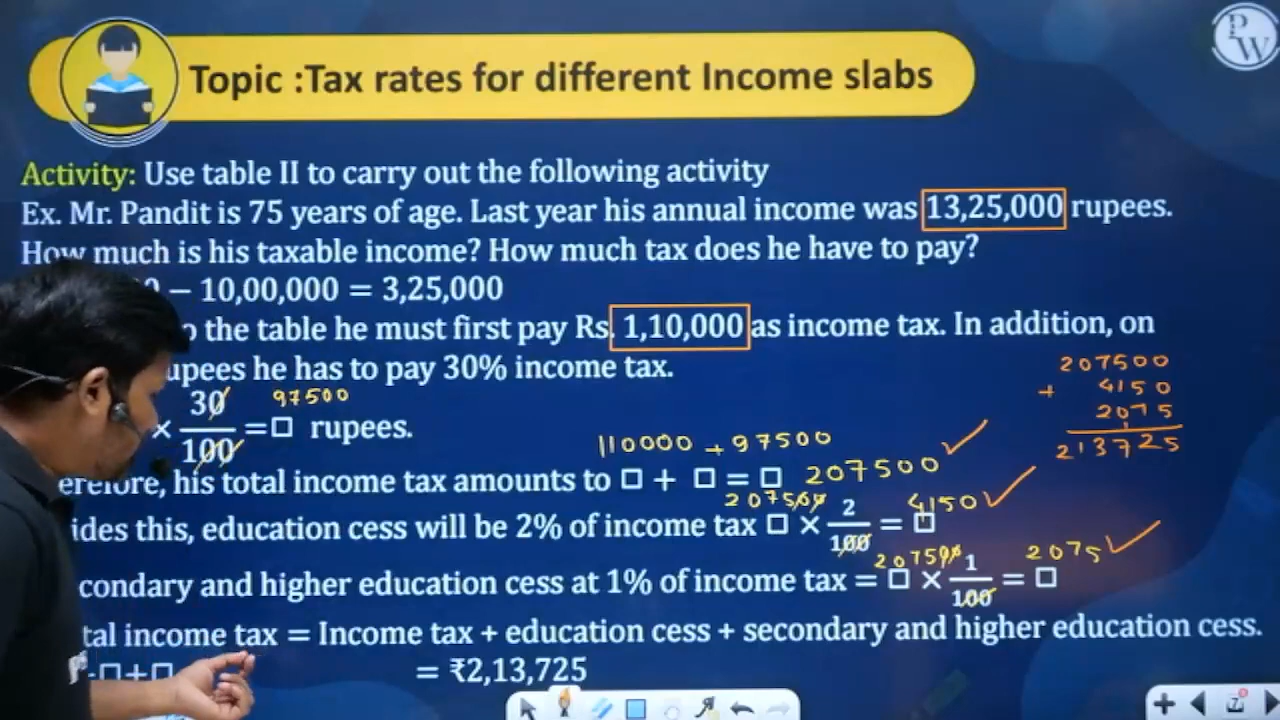 PW
Topic :Tax rates for different Income slabs
Activity: Use table II to carry out the following activity
Ex. Mr. Pandit is 75 years of age. Last year his annual income was 13,25,000 rupees.
How much is his taxable income? How much tax does he have to pay?
− 10,00,000 = 3,25,000
the table he must first pay Rs. 1,10,000 as income tax. In addition, on
he has to pay 30% income tax.
207500
+ 4150
2075
213725
97500
× 30/100 = □ rupees.
110000 + 97500
his total income tax amounts to □ + □ = □ 207500
207500 4150
this, education cess will be 2% of income tax □ × 2/100 = □
207500 2075
and higher education cess at 1% of income tax = □ × 1/100 = □
income tax = Income tax + education cess + secondary and higher education cess.
□+□ = ₹2,13,725